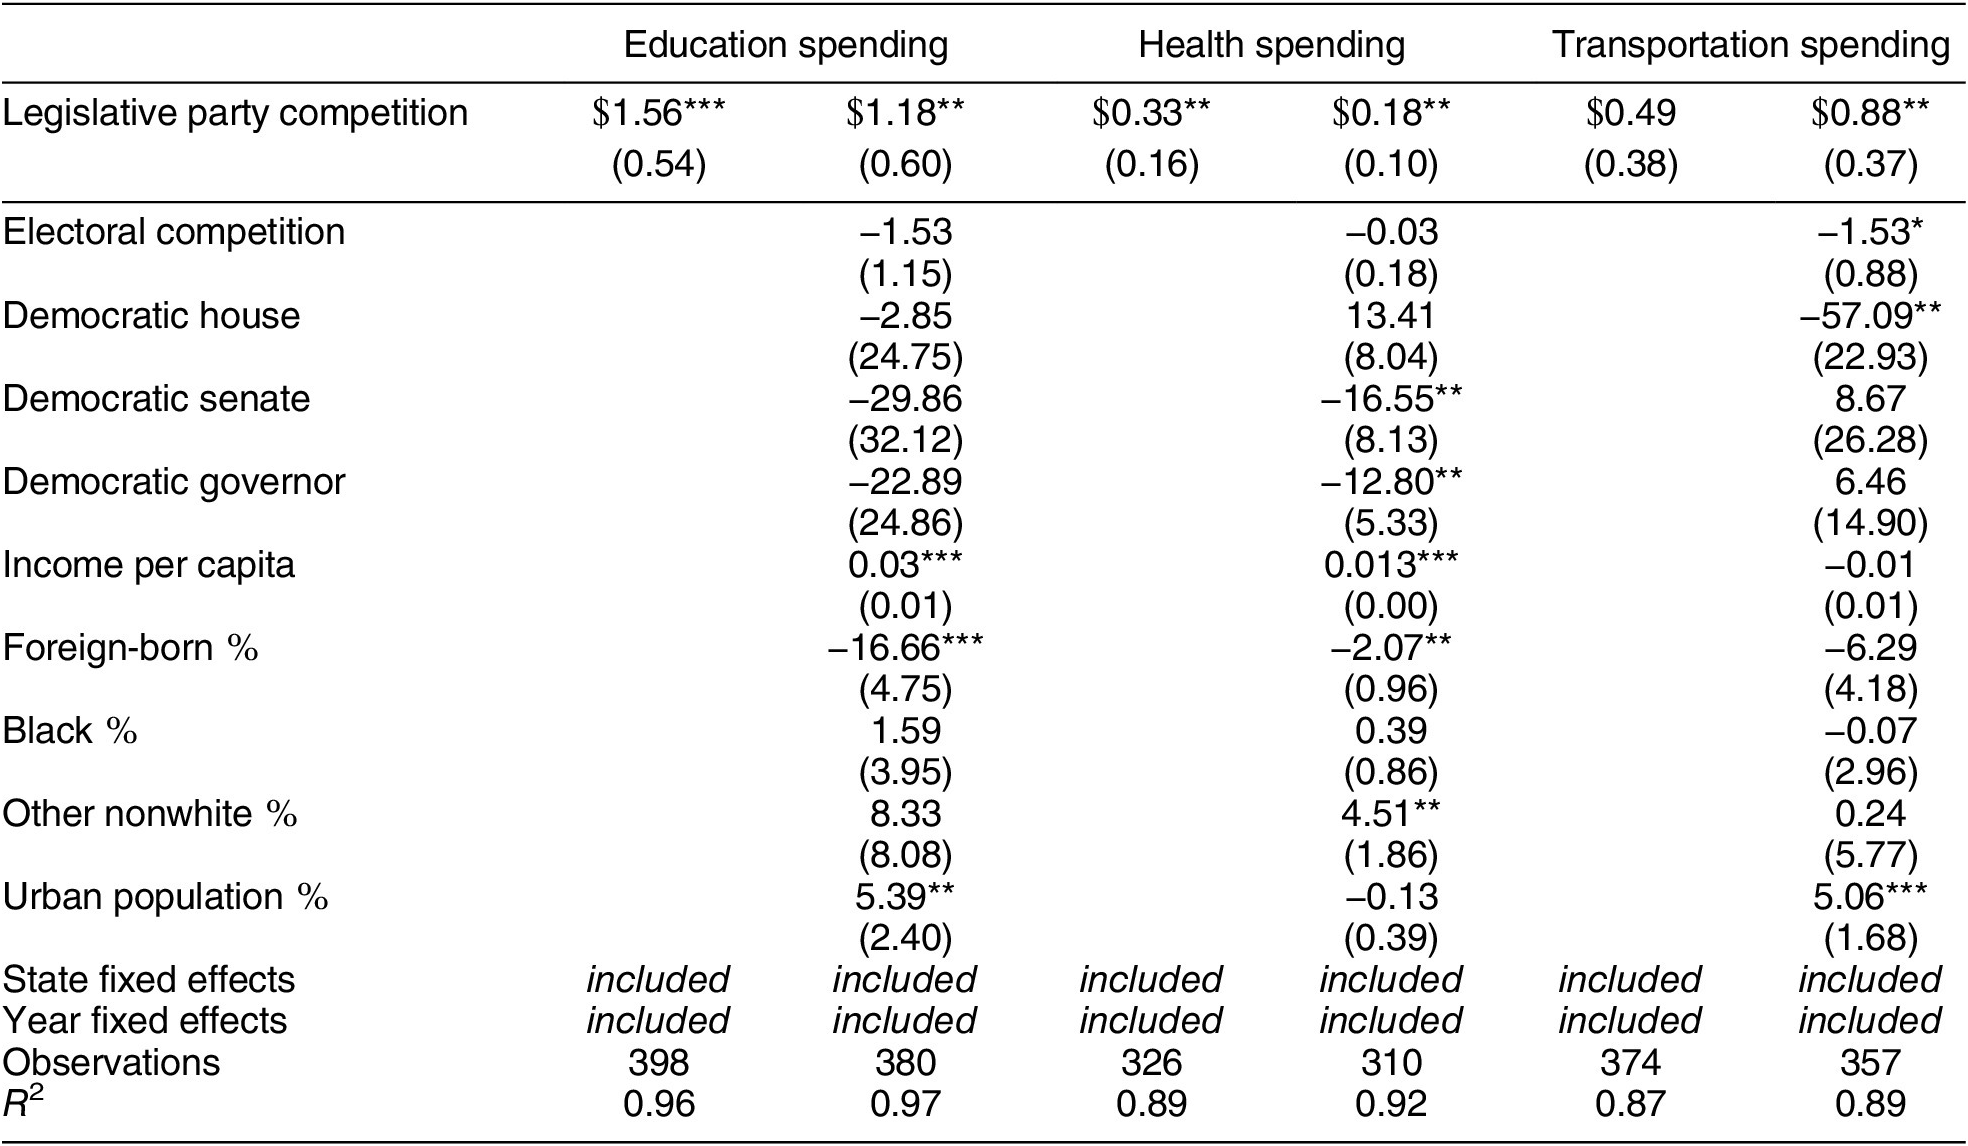 Education spending Health spending Transportation spending
Legislative party competition $1.56*** $1.18** $0.33** $0.18** $0.49 $0.88**
(0.54) (0.60) (0.16) (0.10) (0.38) (0.37)
Electoral competition –1.53 –0.03 –1.53*
(1.15) (0.18) (0.88)
Democratic house –2.85 13.41 –57.09**
(24.75) (8.04) (22.93)
Democratic senate –29.86 –16.55** 8.67
(32.12) (8.13) (26.28)
Democratic governor –22.89 –12.80** 6.46
(24.86) (5.33) (14.90)
Income per capita 0.03*** 0.013*** –0.01
(0.01) (0.00) (0.01)
Foreign-born % –16.66*** –2.07** –6.29
(4.75) (0.96) (4.18)
Black % 1.59 0.39 –0.07
(3.95) (0.86) (2.96)
Other nonwhite % 8.33 4.51** 0.24
(8.08) (1.86) (5.77)
Urban population % 5.39** –0.13 5.06***
(2.40) (0.39) (1.68)
State fixed effects included included included included included included
Year fixed effects included included included included included included
Observations 398 380 326 310 374 357
R² 0.96 0.97 0.89 0.92 0.87 0.89